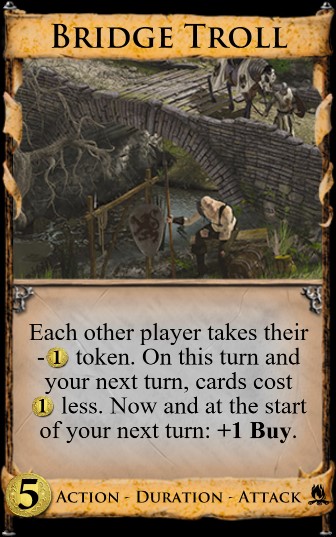 BRIDGE TROLL
Each other player takes their
-1 token. On this turn and
your next turn, cards cost
1 less. Now and at the start
of your next turn: +1 Buy.
5 ACTION - DURATION - ATTACK